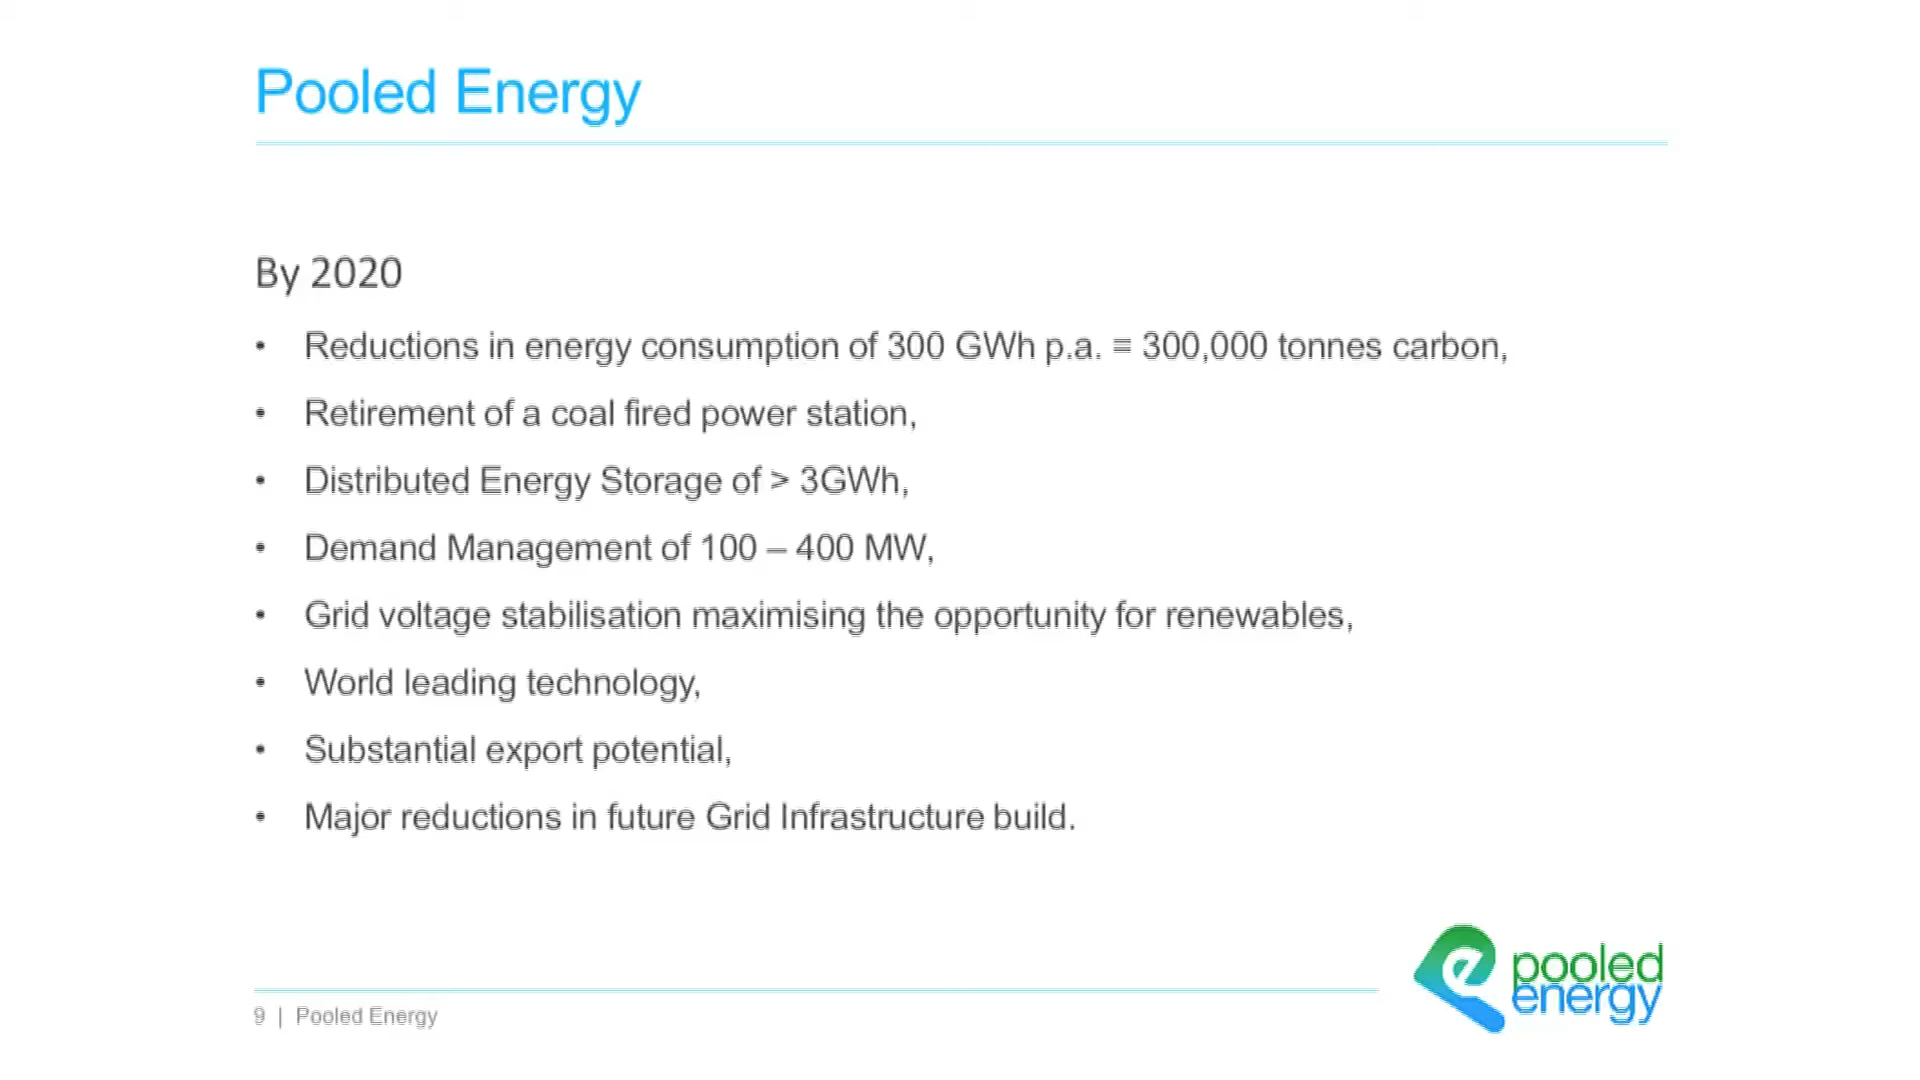 Pooled Energy
By 2020
• Reductions in energy consumption of 300 GWh p.a. ≡ 300,000 tonnes carbon,
• Retirement of a coal fired power station,
• Distributed Energy Storage of > 3GWh,
• Demand Management of 100 – 400 MW,
• Grid voltage stabilisation maximising the opportunity for renewables,
• World leading technology,
• Substantial export potential,
• Major reductions in future Grid Infrastructure build.
e pooled
energy
9 | Pooled Energy